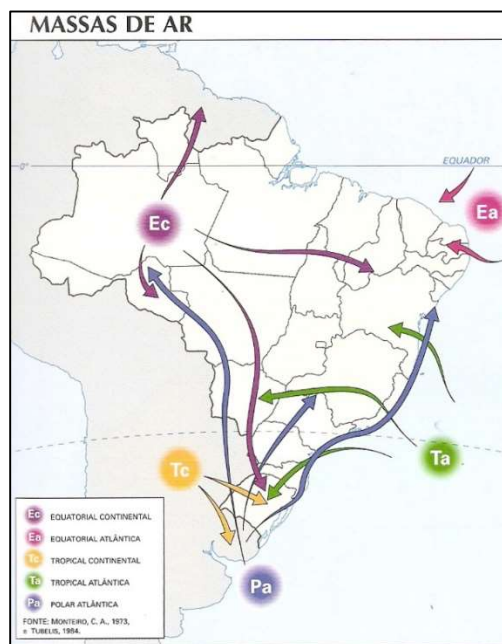 MASSAS DE AR
0°
EQUADOR
Ec
Ea
Tc
Ta
Pa
Ec EQUATORIAL CONTINENTAL
Ea EQUATORIAL ATLÂNTICA
Tc TROPICAL CONTINENTAL
Ta TROPICAL ATLÂNTICA
Pa POLAR ATLÂNTICA
FONTE: MONTEIRO, C. A., 1973,
e TUBELIS, 1984.